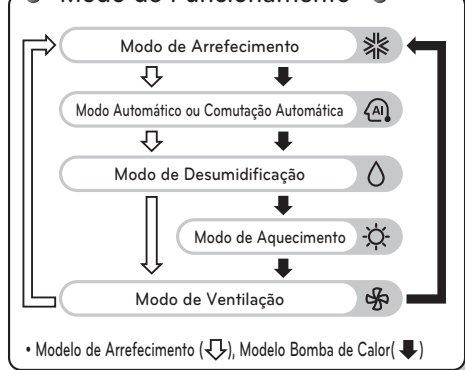 Modo de Funcionamento
Modo de Arrefecimento
Modo Automático ou Comutação Automática
AI
Modo de Desumidificação
Modo de Aquecimento
Modo de Ventilação
• Modelo de Arrefecimento (⇩), Modelo Bomba de Calor(🡇)